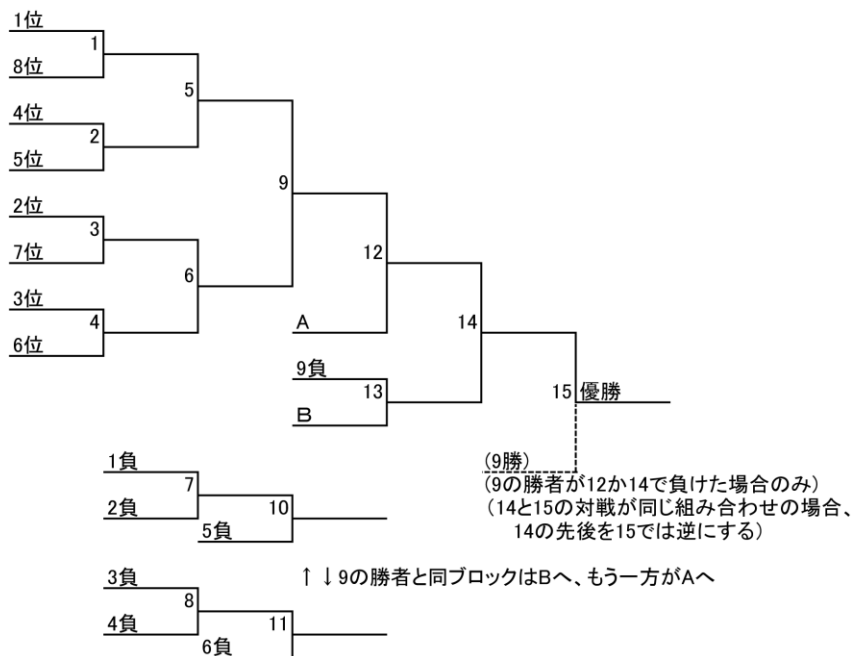 1位
1
8位
5
4位
2
5位
9
2位
3
7位
12
6
3位
4
A
14
6位
9負
13
15 優勝
B
1負
(9勝)
7
(9の勝者が12か14で負けた場合のみ)
2負
10
(14と15の対戦が同じ組み合わせの場合、
5負
14の先後を15では逆にする)
3負
↑↓9の勝者と同ブロックはBへ、もう一方がAへ
8
4負
11
6負